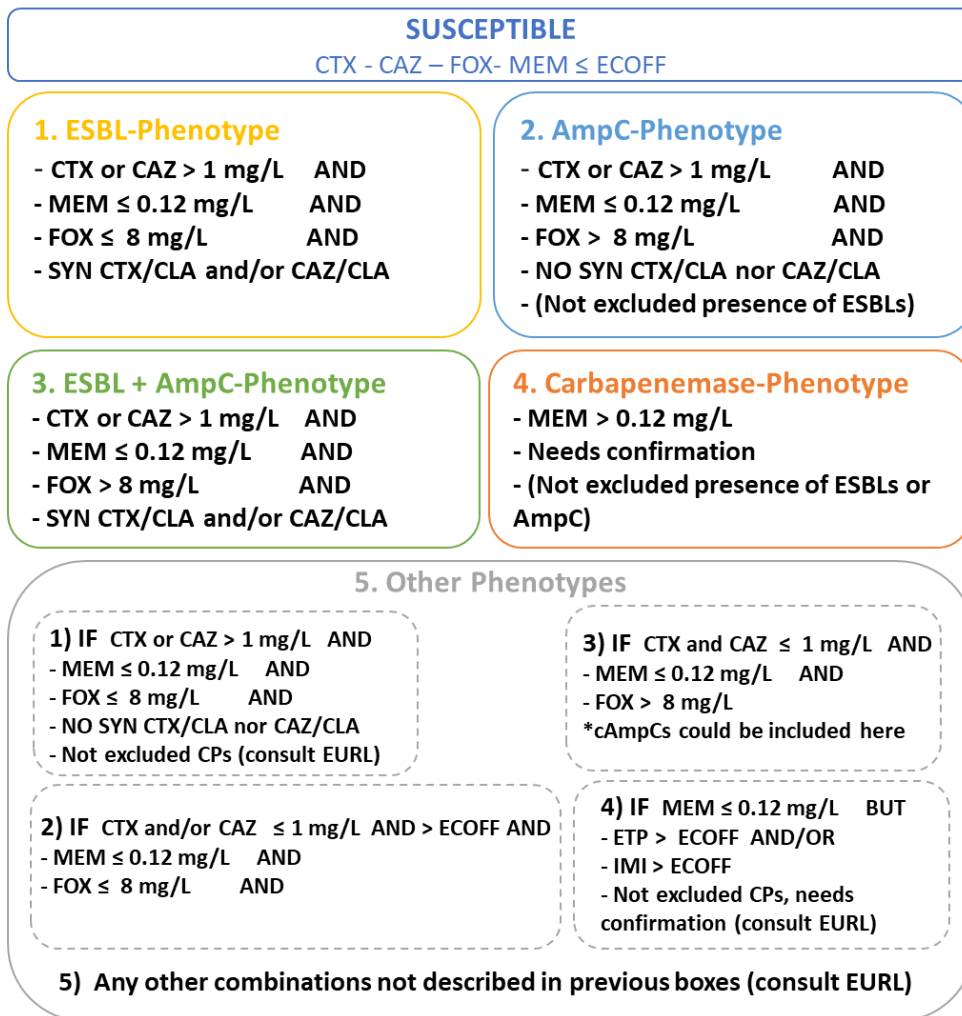 SUSCEPTIBLE
CTX - CAZ – FOX- MEM ≤ ECOFF
1. ESBL-Phenotype
- CTX or CAZ > 1 mg/L AND
- MEM ≤ 0.12 mg/L AND
- FOX ≤ 8 mg/L AND
- SYN CTX/CLA and/or CAZ/CLA
2. AmpC-Phenotype
- CTX or CAZ > 1 mg/L AND
- MEM ≤ 0.12 mg/L AND
- FOX > 8 mg/L AND
- NO SYN CTX/CLA nor CAZ/CLA
- (Not excluded presence of ESBLs)
3. ESBL + AmpC-Phenotype
- CTX or CAZ > 1 mg/L AND
- MEM ≤ 0.12 mg/L AND
- FOX > 8 mg/L AND
- SYN CTX/CLA and/or CAZ/CLA
4. Carbapenemase-Phenotype
- MEM > 0.12 mg/L
- Needs confirmation
- (Not excluded presence of ESBLs or
AmpC)
5. Other Phenotypes
1) IF CTX or CAZ > 1 mg/L AND
- MEM ≤ 0.12 mg/L AND
- FOX ≤ 8 mg/L AND
- NO SYN CTX/CLA nor CAZ/CLA
- Not excluded CPs (consult EURL)
2) IF CTX and/or CAZ ≤ 1 mg/L AND > ECOFF AND
- MEM ≤ 0.12 mg/L AND
- FOX ≤ 8 mg/L AND
3) IF CTX and CAZ ≤ 1 mg/L AND
- MEM ≤ 0.12 mg/L AND
- FOX > 8 mg/L
*cAmpCs could be included here
4) IF MEM ≤ 0.12 mg/L BUT
- ETP > ECOFF AND/OR
- IMI > ECOFF
- Not excluded CPs, needs
confirmation (consult EURL)
5) Any other combinations not described in previous boxes (consult EURL)